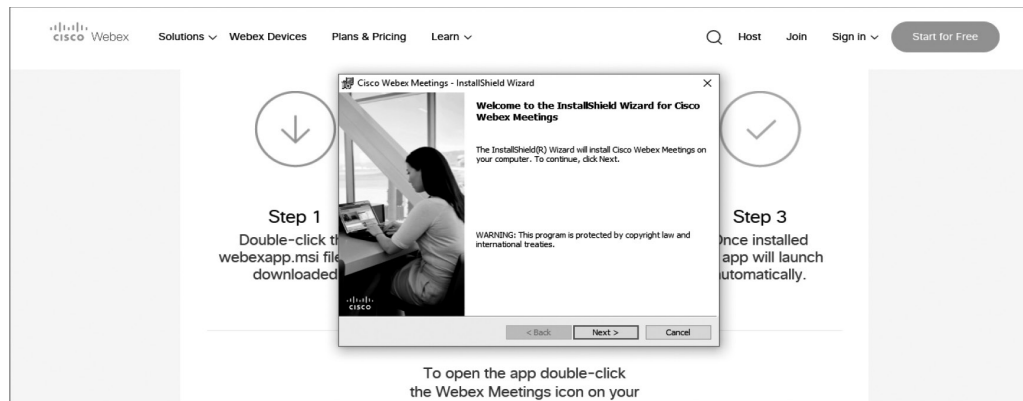 CISCO Webex Solutions Webex Devices Plans & Pricing Learn Host Join Sign in Start for Free
Cisco Webex Meetings - InstallShield Wizard
Welcome to the InstallShield Wizard for Cisco
Webex Meetings
The InstallShield(R) Wizard will install Cisco Webex Meetings on
your computer. To continue, click Next.
WARNING: This program is protected by copyright law and
international treaties.
CISCO
< Back Next > Cancel
Step 1
Double-click
webexapp.msi
downloaded
Step 3
installed
app will launch
To open the app double-click
the Webex Meetings icon on your